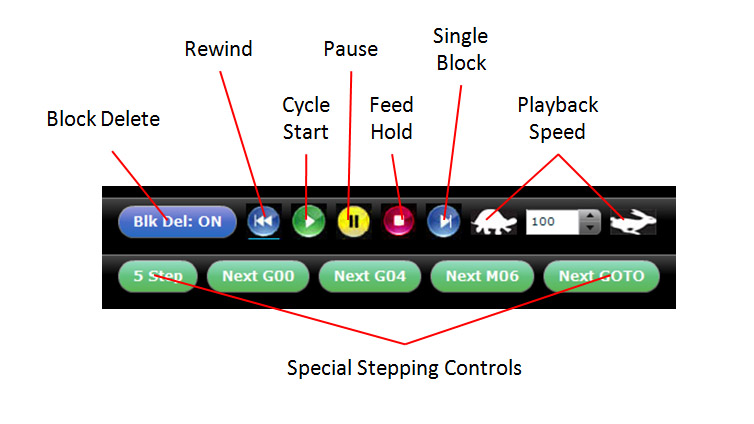 Single
Block
Rewind
Pause
Cycle
Start
Feed
Hold
Playback
Speed
Block Delete
Blk Del: ON
100
5 Step
Next G00
Next G04
Next M06
Next GOTO
Special Stepping Controls